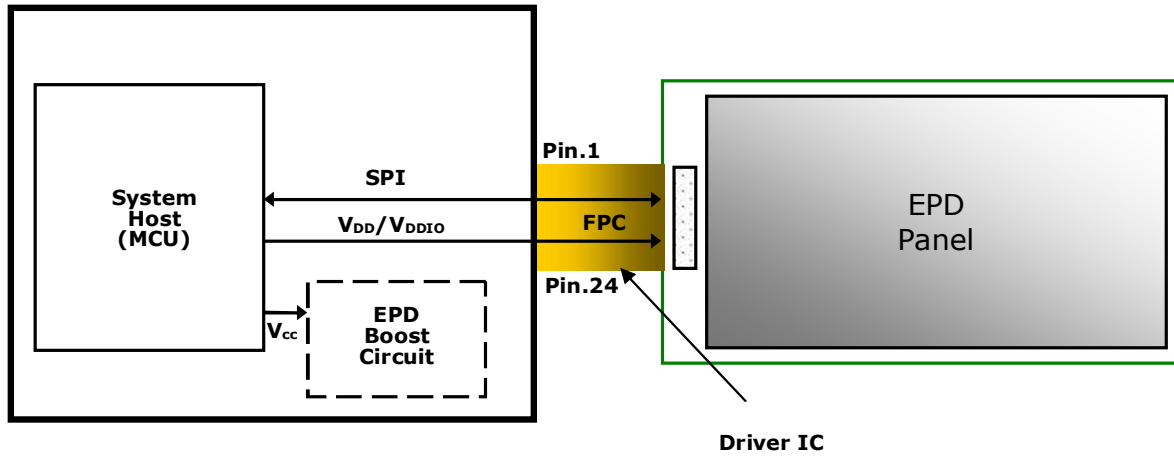 Pin.1
SPI
System
Host
(MCU)
VDD/VDDIO
FPC
EPD
Panel
Pin.24
VCC
EPD
Boost
Circuit
Driver IC